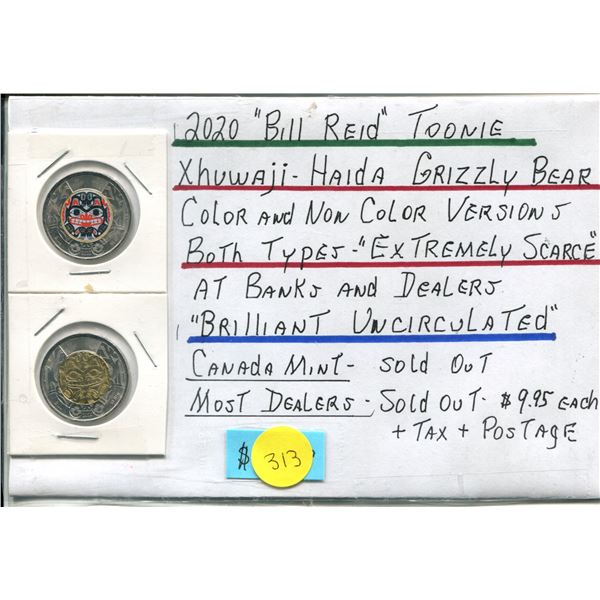 2020 "Bill Reid" Toonie
Xhuwaji - Haida Grizzly Bear
Color and Non Color Versions
Both Types - "Extremely Scarce"
At Banks and Dealers
"Brilliant Uncirculated"
Canada Mint - Sold Out
Most Dealers - Sold Out - $9.95 each
+ Tax + Postage
$ 313